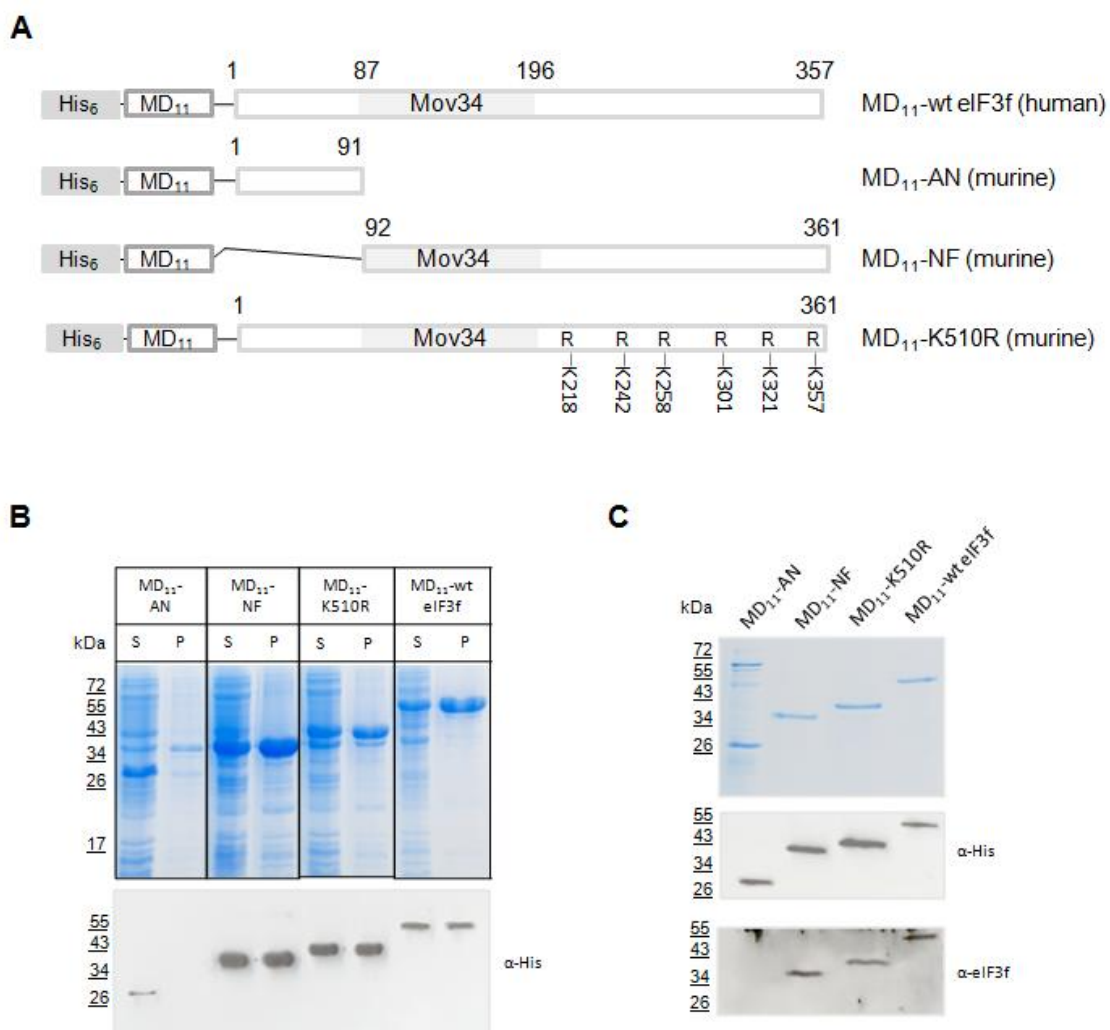 A
1 87 196 357
His₆ MD₁₁ Mov34 MD₁₁-wt eIF3f (human)
1 91
His₆ MD₁₁ MD₁₁-AN (murine)
92 361
His₆ MD₁₁ Mov34 MD₁₁-NF (murine)
1 361
His₆ MD₁₁ Mov34 R R R R R R MD₁₁-K510R (murine)
K218 K242 K258 K301 K321 K357
B
MD₁₁-AN MD₁₁-NF MD₁₁-K510R MD₁₁-wt eIF3f
kDa S P S P S P S P
72
55
43
34
26
17
55
43
34
26
α-His
C
kDa MD₁₁-AN MD₁₁-NF MD₁₁-K510R MD₁₁-wt eIF3f
72
55
43
34
26
55
43
34
26
α-His
55
43
34
26
α-eIF3f